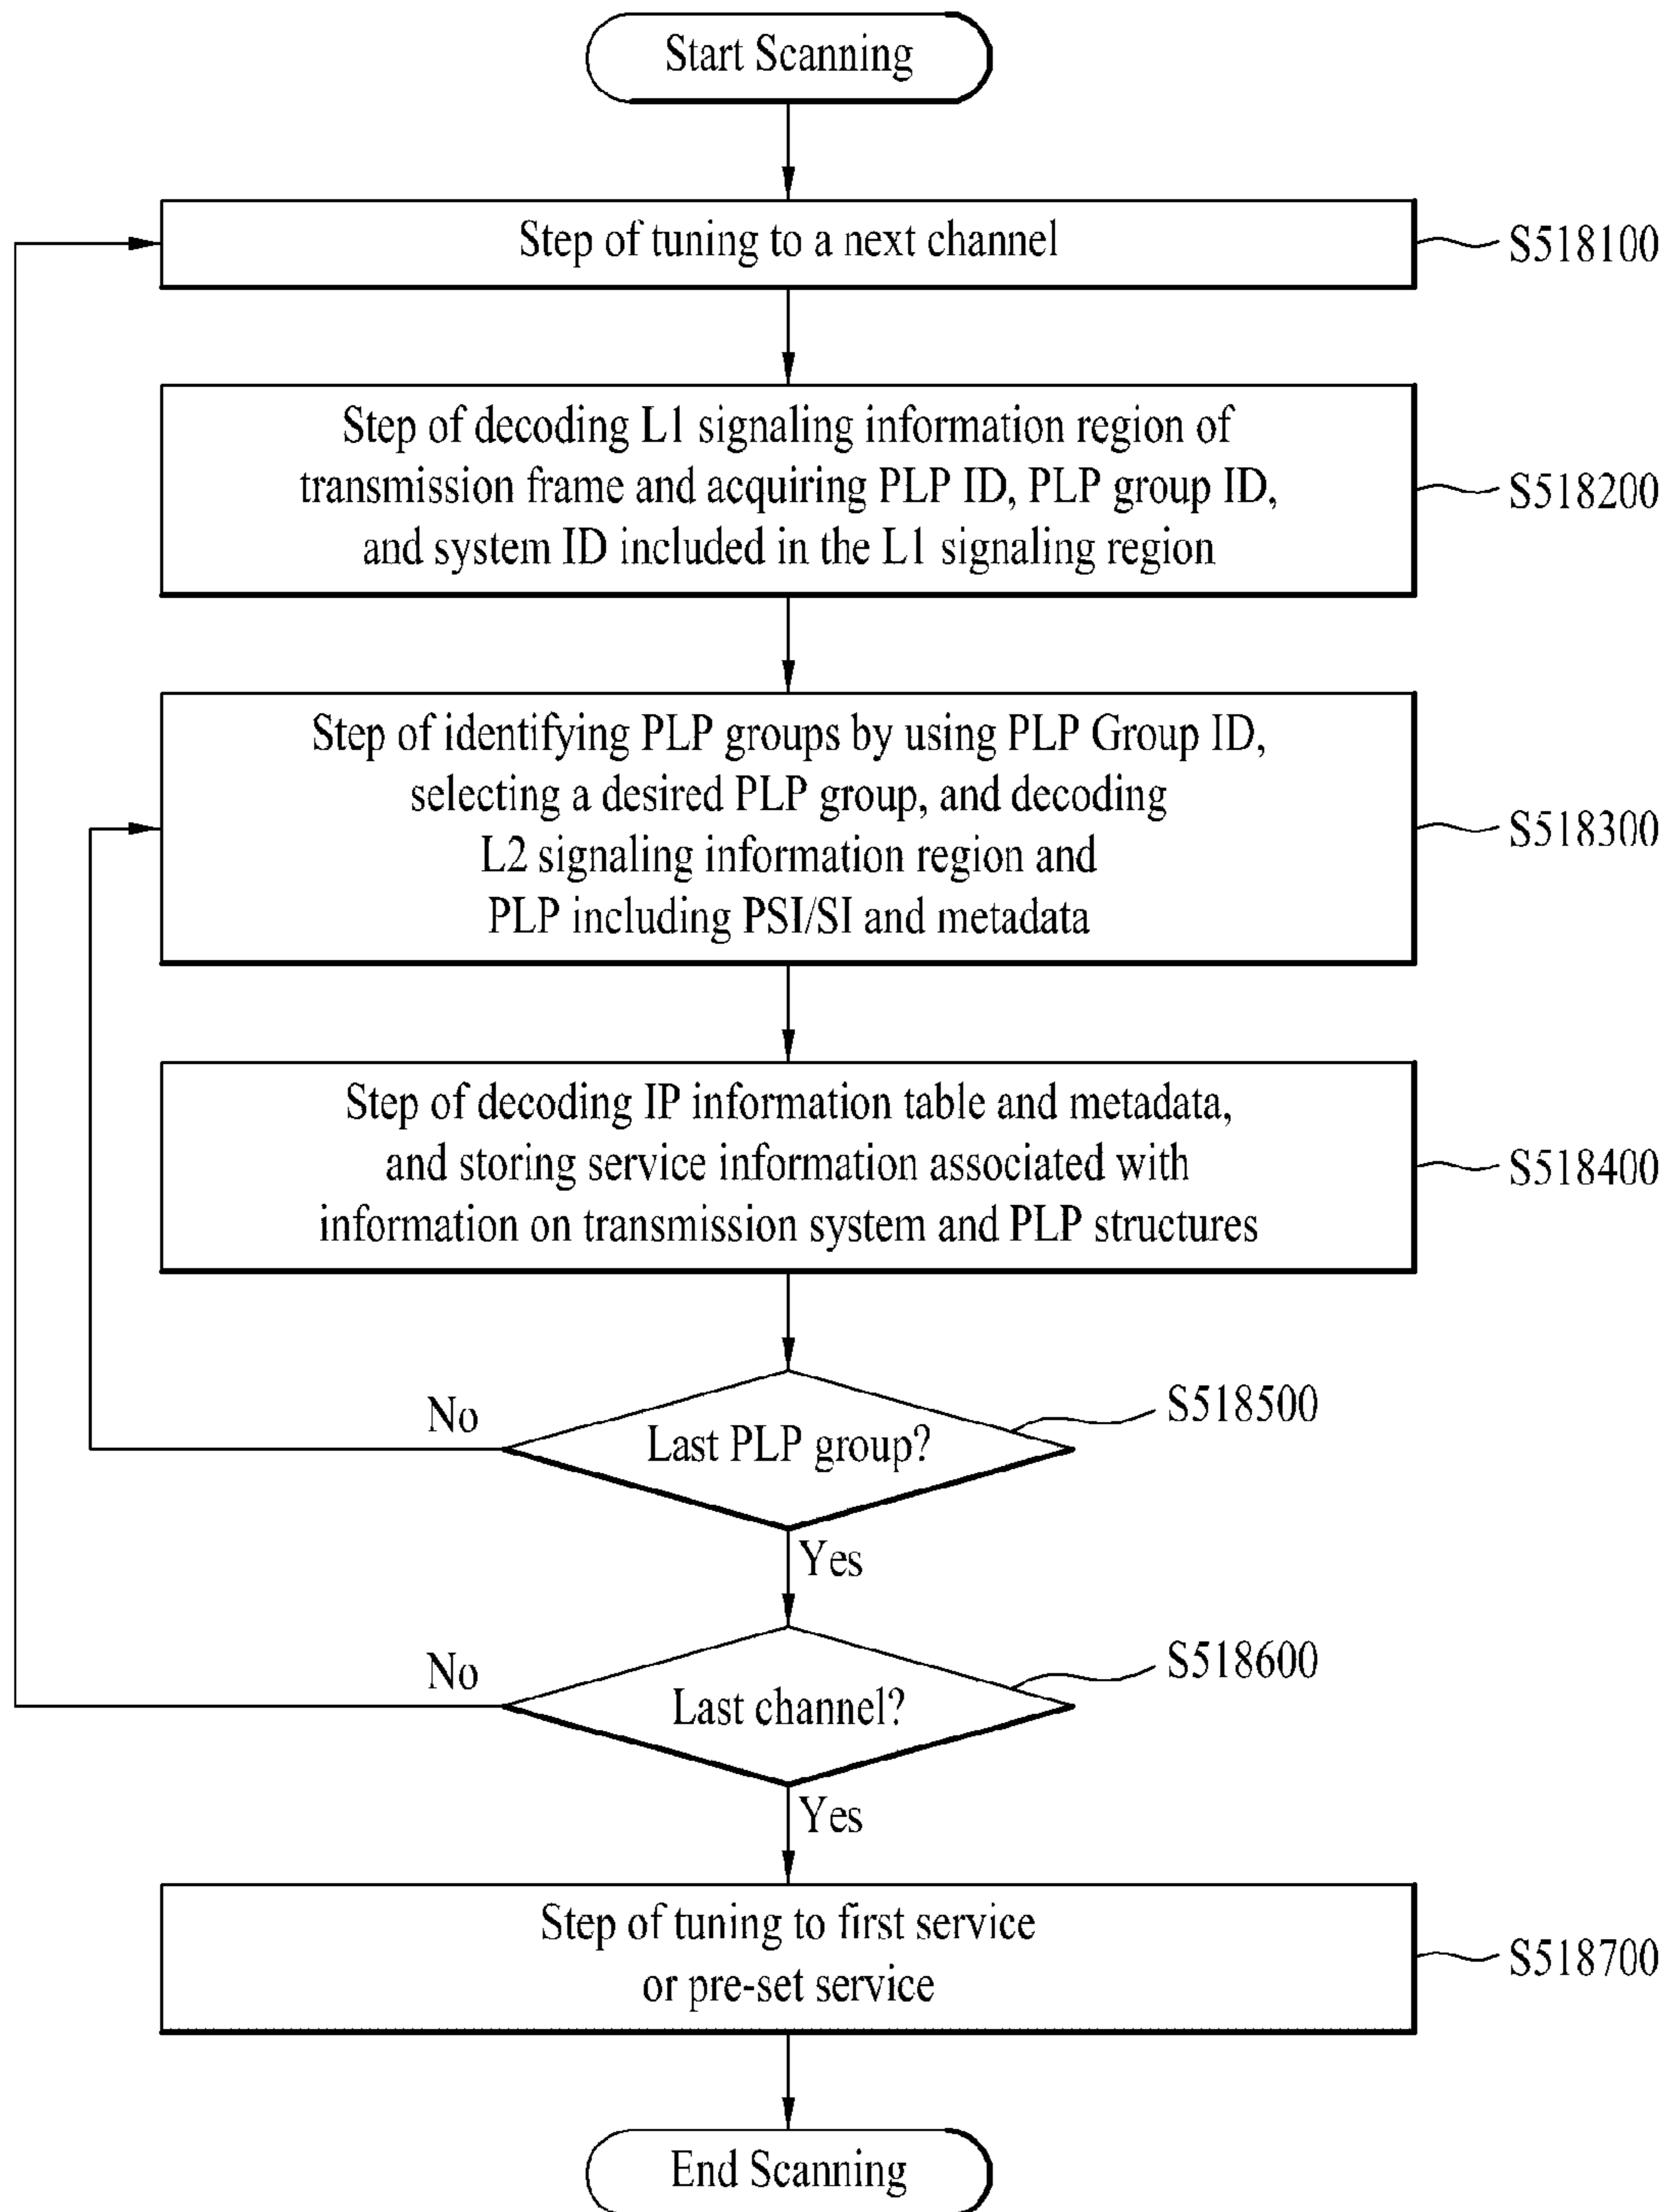 Start Scanning
Step of tuning to a next channel
S518100
Step of decoding L1 signaling information region of
transmission frame and acquiring PLP ID, PLP group ID,
and system ID included in the L1 signaling region
S518200
Step of identifying PLP groups by using PLP Group ID,
selecting a desired PLP group, and decoding
L2 signaling information region and
PLP including PSI/SI and metadata
S518300
Step of decoding IP information table and metadata,
and storing service information associated with
information on transmission system and PLP structures
S518400
No
S518500
Last PLP group?
Yes
No
S518600
Last channel?
Yes
Step of tuning to first service
or pre-set service
S518700
End Scanning